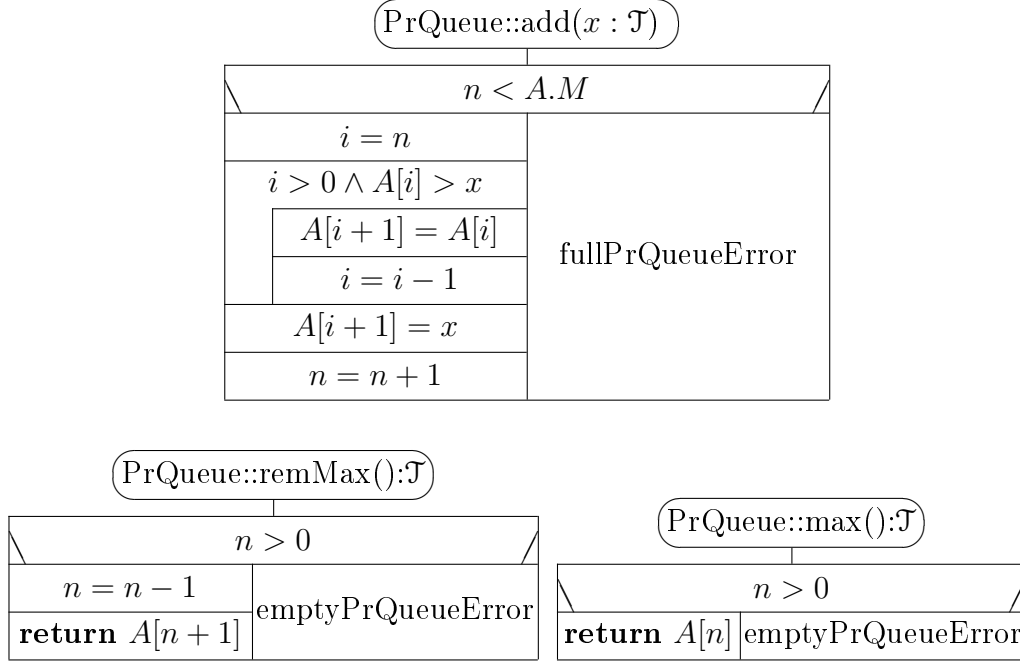 PrQueue::add(x : 𝒯)
n < A.M
i = n
i > 0 ∧ A[i] > x
A[i + 1] = A[i]
i = i − 1
A[i + 1] = x
n = n + 1
fullPrQueueError
PrQueue::remMax():𝒯
n > 0
n = n − 1
return A[n + 1]
emptyPrQueueError
PrQueue::max():𝒯
n > 0
return A[n]
emptyPrQueueError